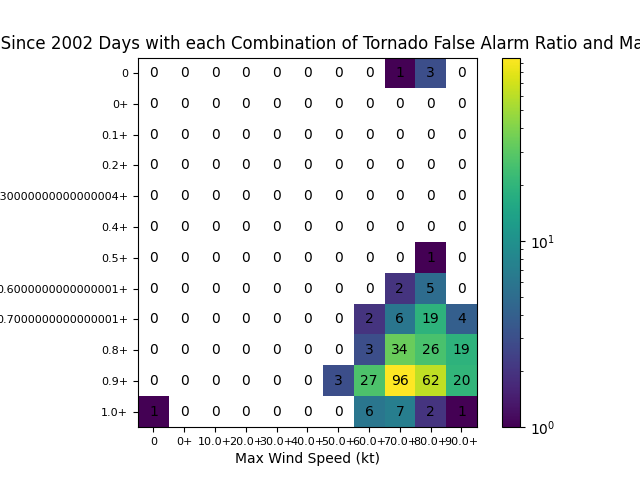 Since 2002 Days with each Combination of Tornado False Alarm Ratio and Ma
0 0 0 0 0 0 0 0 0 1 3 0
0+ 0 0 0 0 0 0 0 0 0 0 0
0.1+ 0 0 0 0 0 0 0 0 0 0 0
0.2+ 0 0 0 0 0 0 0 0 0 0 0
30000000000000004+ 0 0 0 0 0 0 0 0 0 0 0
0.4+ 0 0 0 0 0 0 0 0 0 0 0
0.5+ 0 0 0 0 0 0 0 0 0 1 0
0.6000000000000001+ 0 0 0 0 0 0 0 0 2 5 0
0.7000000000000001+ 0 0 0 0 0 0 0 2 6 19 4
0.8+ 0 0 0 0 0 0 0 3 34 26 19
0.9+ 0 0 0 0 0 0 3 27 96 62 20
1.0+ 1 0 0 0 0 0 0 6 7 2 1
0 0+ 10.0+ 20.0+ 30.0+ 40.0+ 50.0+ 60.0+ 70.0+ 80.0+ 90.0+
Max Wind Speed (kt)
10¹
10⁰